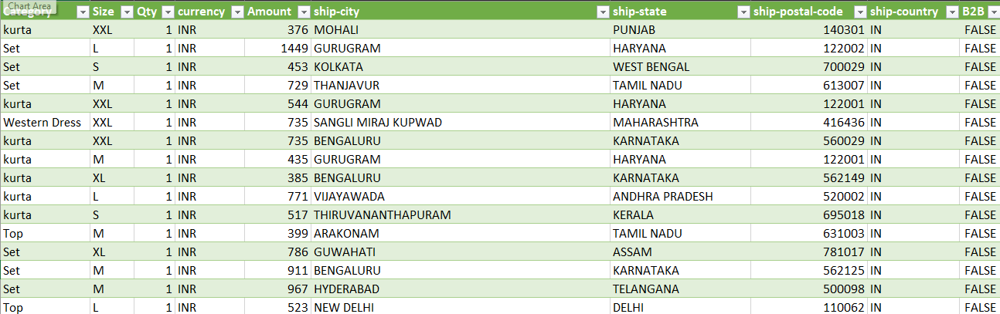 Chart Area
Category Size Qty currency Amount ship-city ship-state ship-postal-code ship-country B2B
kurta XXL 1 INR 376 MOHALI PUNJAB 140301 IN FALSE
Set L 1 INR 1449 GURUGRAM HARYANA 122002 IN FALSE
Set S 1 INR 453 KOLKATA WEST BENGAL 700029 IN FALSE
Set M 1 INR 729 THANJAVUR TAMIL NADU 613007 IN FALSE
kurta XXL 1 INR 544 GURUGRAM HARYANA 122001 IN FALSE
Western Dress XXL 1 INR 735 SANGLI MIRAJ KUPWAD MAHARASHTRA 416436 IN FALSE
kurta XXL 1 INR 735 BENGALURU KARNATAKA 560029 IN FALSE
kurta M 1 INR 435 GURUGRAM HARYANA 122001 IN FALSE
kurta XL 1 INR 385 BENGALURU KARNATAKA 562149 IN FALSE
kurta L 1 INR 771 VIJAYAWADA ANDHRA PRADESH 520002 IN FALSE
kurta S 1 INR 517 THIRUVANANTHAPURAM KERALA 695018 IN FALSE
Top M 1 INR 399 ARAKONAM TAMIL NADU 631003 IN FALSE
Set XL 1 INR 786 GUWAHATI ASSAM 781017 IN FALSE
Set M 1 INR 911 BENGALURU KARNATAKA 562125 IN FALSE
Set M 1 INR 967 HYDERABAD TELANGANA 500098 IN FALSE
Top L 1 INR 523 NEW DELHI DELHI 110062 IN FALSE